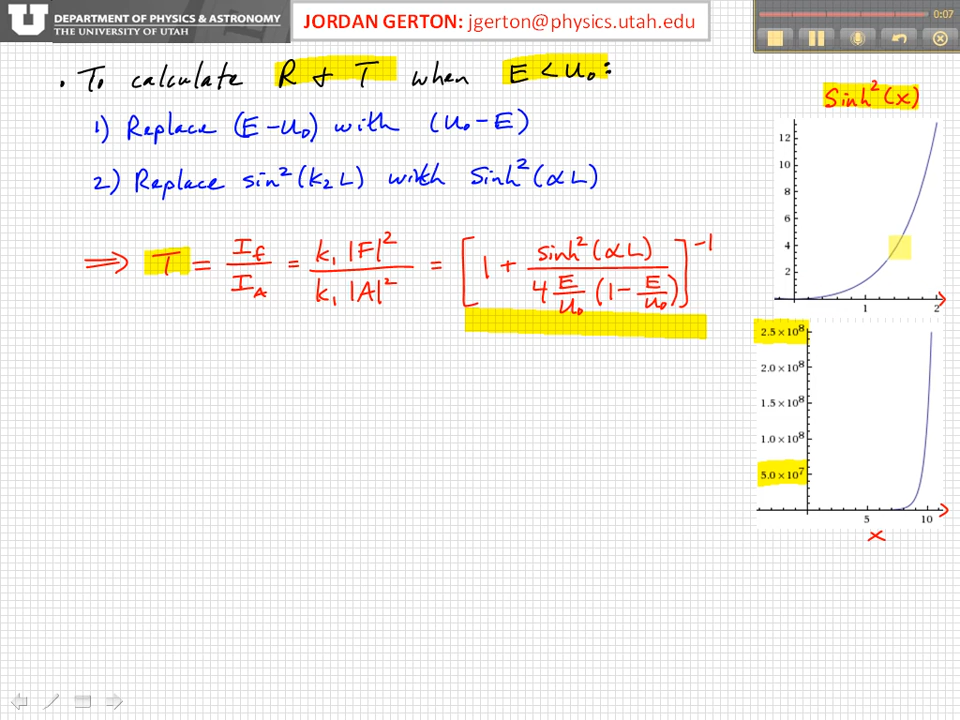 U DEPARTMENT OF PHYSICS & ASTRONOMY
THE UNIVERSITY OF UTAH
JORDAN GERTON: jgerton@physics.utah.edu
0:07
. To calculate R & T when E < U₀:
1) Replace (E - U₀) with (U₀ - E)
2) Replace sin²(k₂L) with Sinh²(αL)
⟹ T = I_f / I_A = k₁ |F|² / k₁ |A|² = [1 + sinh²(αL) / 4 E/U₀ (1 - E/U₀)]⁻¹
Sinh²(x)
12
10
8
6
4
2
1 2
2.5×10⁸
2.0×10⁸
1.5×10⁸
1.0×10⁸
5.0×10⁷
5 10
x